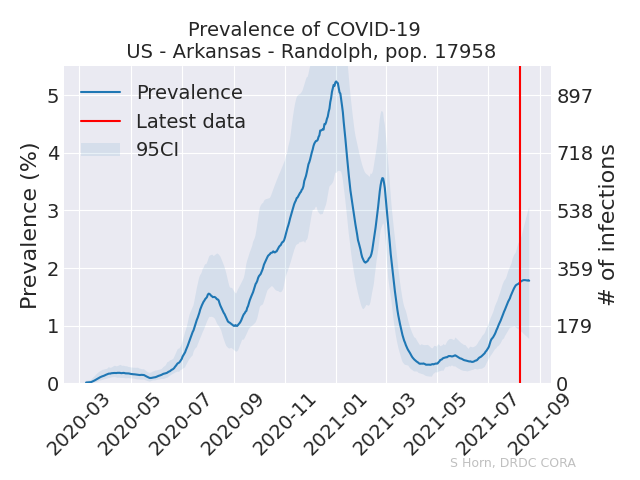 Prevalence of COVID-19
US - Arkansas - Randolph, pop. 17958
Prevalence
Latest data
95CI
Prevalence (%)
5
4
3
2
1
0
897
718
538
359
179
0
# of infections
2020-03
2020-05
2020-07
2020-09
2020-11
2021-01
2021-03
2021-05
2021-07
2021-09
S Horn, DRDC CORA